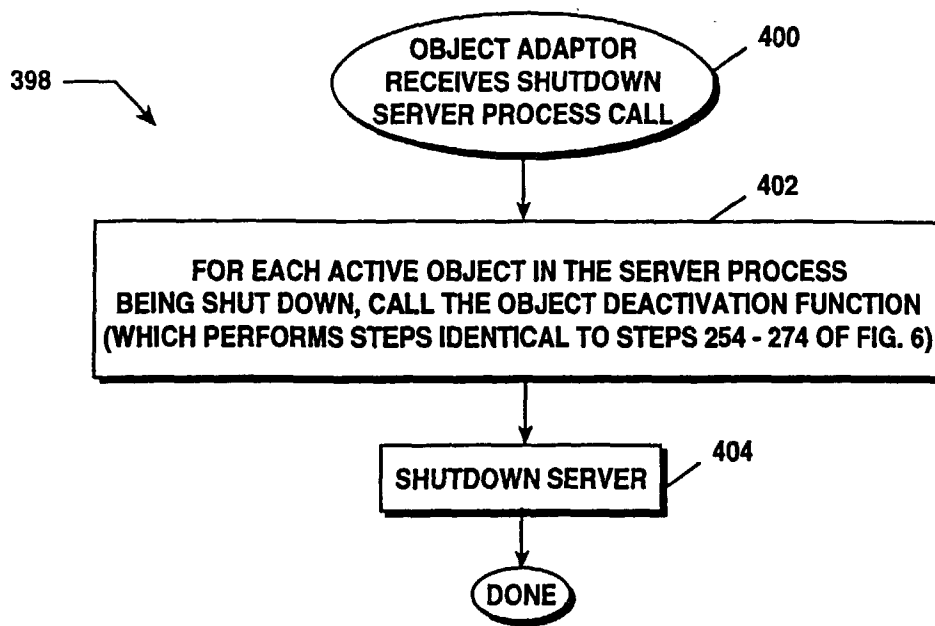 398
OBJECT ADAPTOR
RECEIVES SHUTDOWN
SERVER PROCESS CALL
400
402
FOR EACH ACTIVE OBJECT IN THE SERVER PROCESS
BEING SHUT DOWN, CALL THE OBJECT DEACTIVATION FUNCTION
(WHICH PERFORMS STEPS IDENTICAL TO STEPS 254 - 274 OF FIG. 6)
SHUTDOWN SERVER
404
DONE